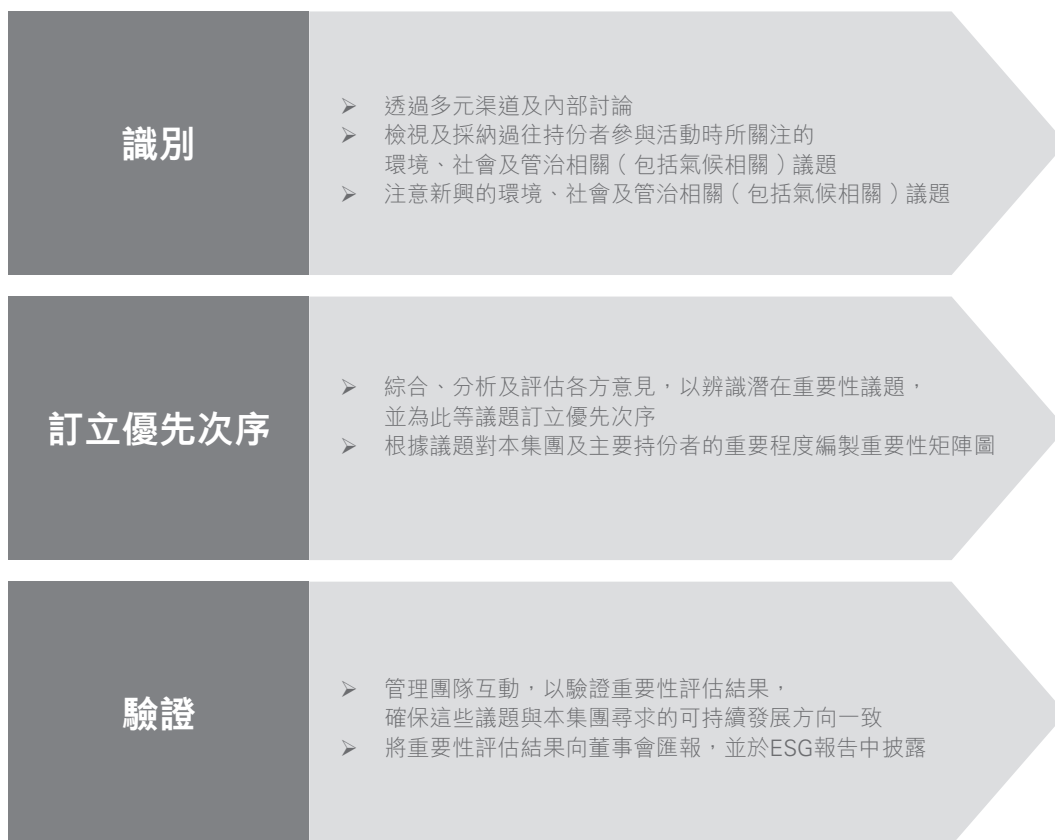 識別
➢ 透過多元渠道及內部討論
➢ 檢視及採納過往持份者參與活動時所關注的
環境、社會及管治相關（包括氣候相關）議題
➢ 注意新興的環境、社會及管治相關（包括氣候相關）議題
訂立優先次序
➢ 綜合、分析及評估各方意見，以辨識潛在重要性議題，
並為此等議題訂立優先次序
➢ 根據議題對本集團及主要持份者的重要程度編製重要性矩陣圖
驗證
➢ 管理團隊互動，以驗證重要性評估結果，
確保這些議題與本集團尋求的可持續發展方向一致
➢ 將重要性評估結果向董事會匯報，並於ESG報告中披露